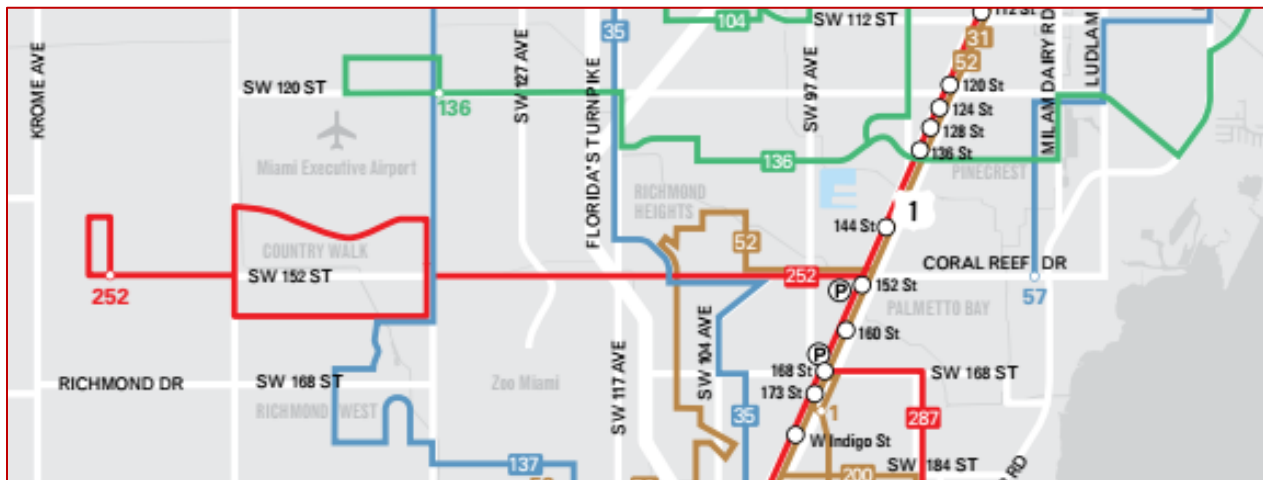 104
SW 112 ST
112 St
35
31
MILAM DAIRY RD
LUDLAM
KROME AVE
SW 127 AVE
FLORIDA'S TURNPIKE
SW 97 AVE
52
SW 120 ST
120 St
136
124 St
128 St
Miami Executive Airport
136
136 St
PINECREST
RICHMOND
HEIGHTS
E
1
144 St
COUNTRY WALK
52
CORAL REEF DR
SW 152 ST
252
252
152 St
57
P
PALMETTO BAY
SW 104 AVE
160 St
SW 117 AVE
P
RICHMOND DR
SW 168 ST
Zoo Miami
168 St
SW 168 ST
173 St
RICHMOND WEST
35
1
287
W Indigo St
137
SW 184 ST
200
RD